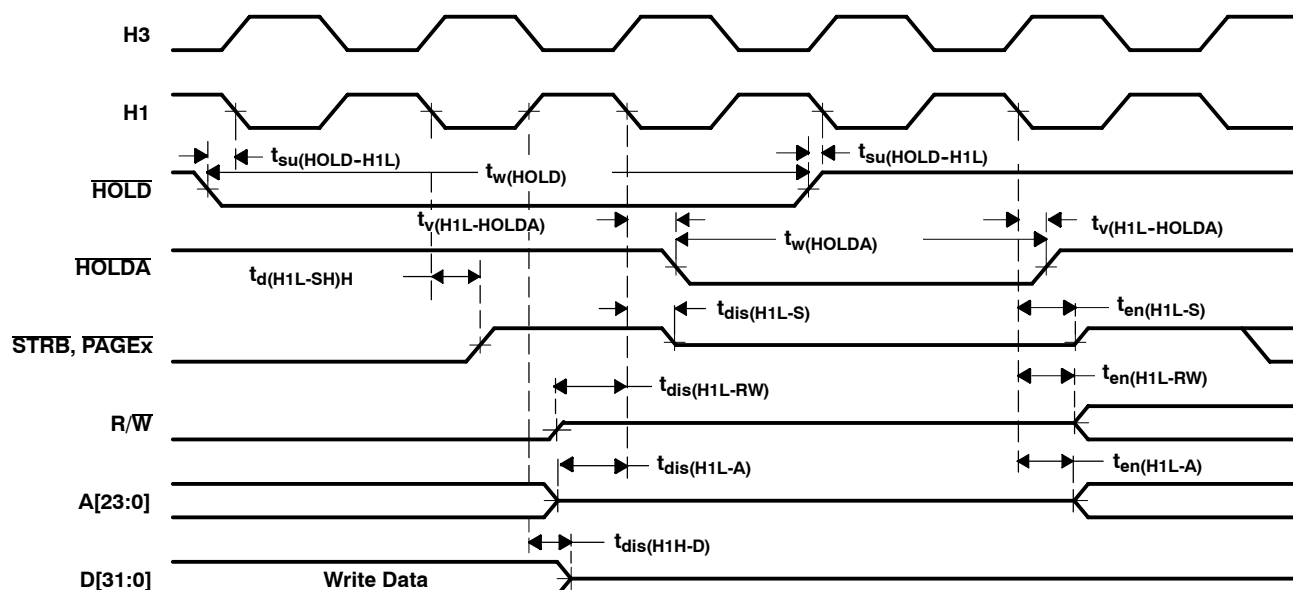 H3
H1
tsu(HOLD-H1L)
tsu(HOLD-H1L)
tw(HOLD)
HOLD
tv(H1L-HOLDA)
tw(HOLDA)
tv(H1L-HOLDA)
HOLDA
td(H1L-SH)H
tdis(H1L-S)
ten(H1L-S)
STRB, PAGEx
tdis(H1L-RW)
ten(H1L-RW)
R/W
tdis(H1L-A)
ten(H1L-A)
A[23:0]
tdis(H1H-D)
D[31:0]
Write Data